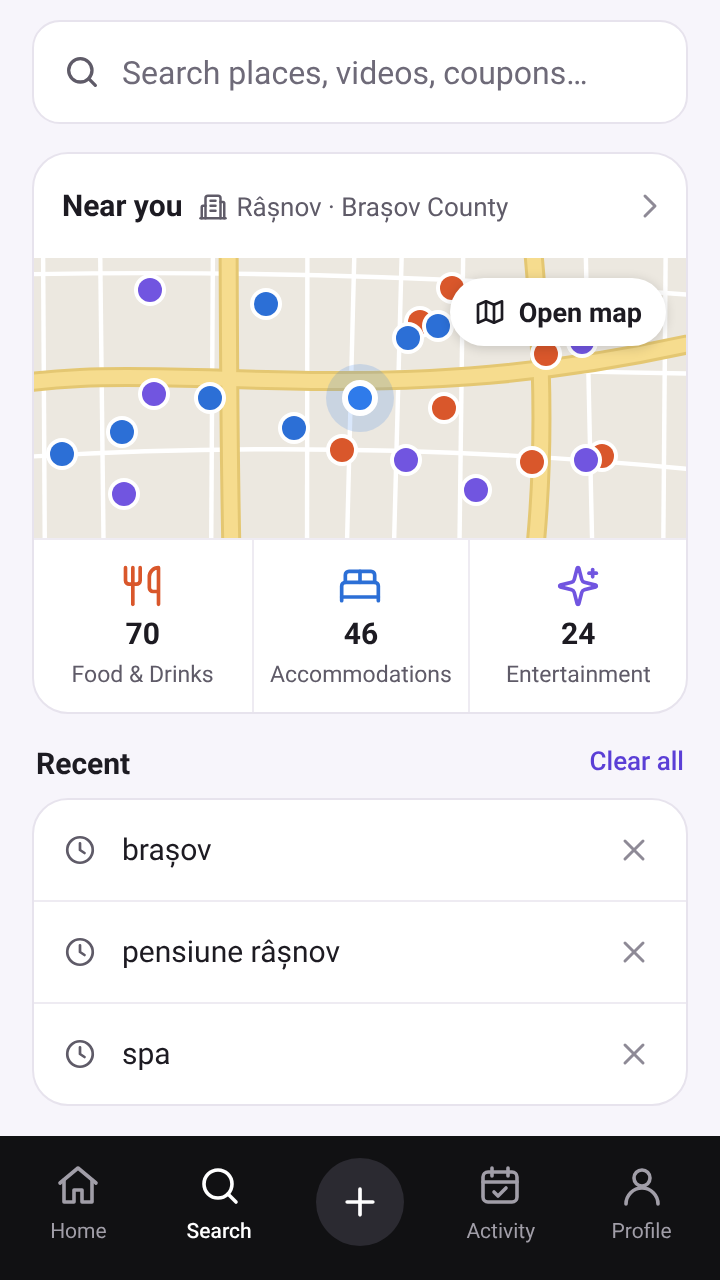 Search places, videos, coupons…
Near you Râșnov · Brașov County
Open map
70
Food & Drinks
46
Accommodations
24
Entertainment
Recent
Clear all
brașov
pensiune râșnov
spa
Home
Search
Activity
Profile